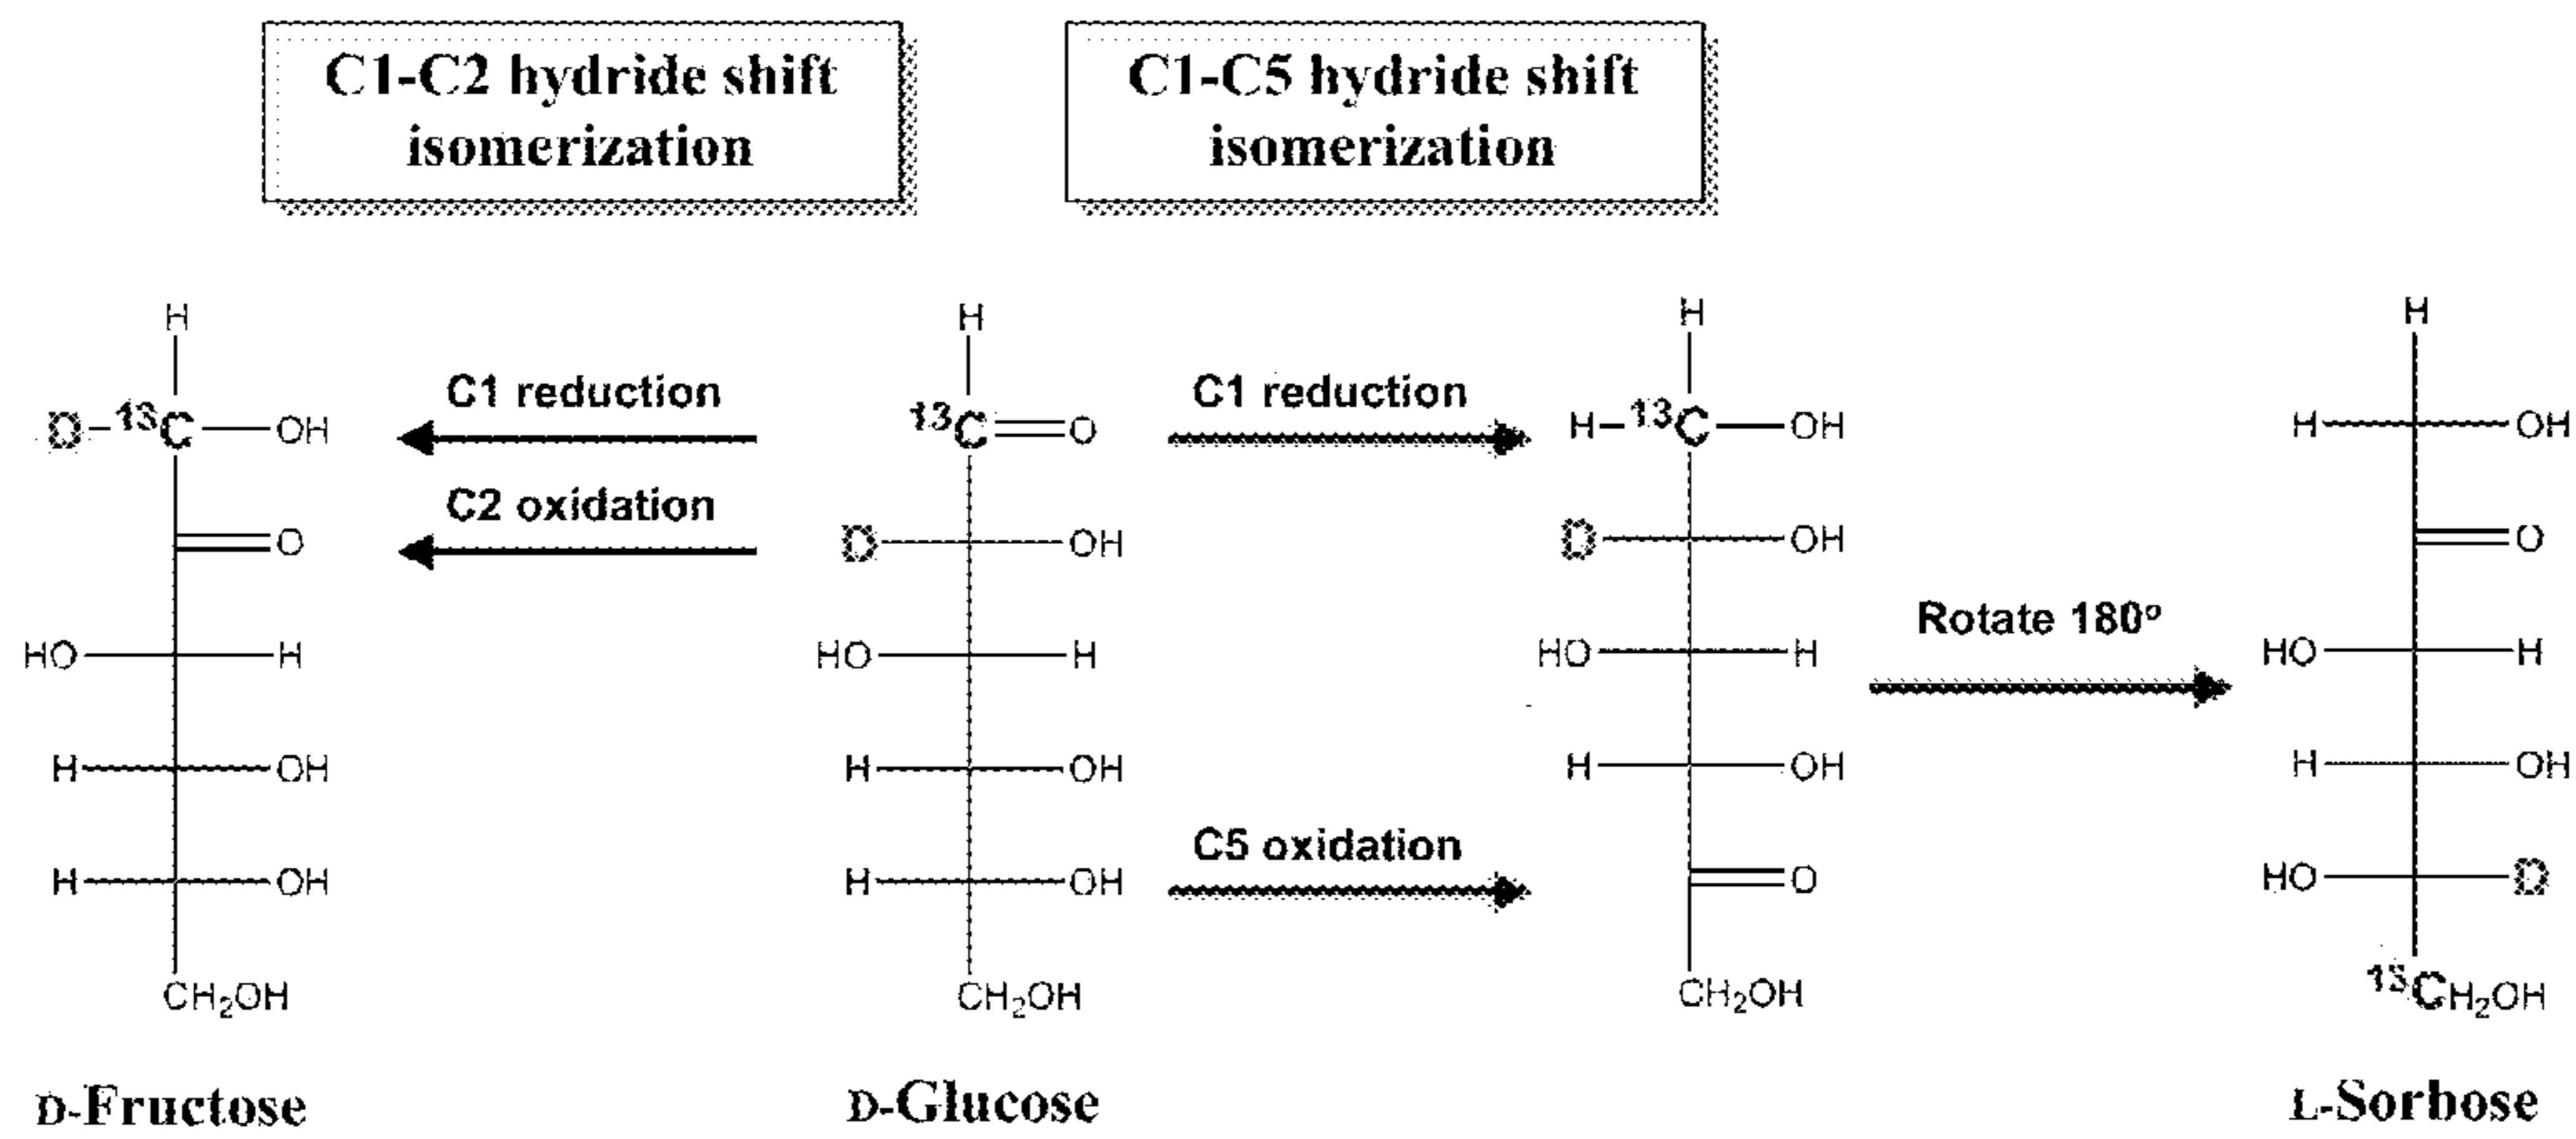 C1-C2 hydride shift
isomerization
C1-C5 hydride shift
isomerization
H
D-13C-OH
O
HO H
H OH
H OH
CH2OH
D-Fructose
C1 reduction
C2 oxidation
H
13C=O
D OH
HO H
H OH
H OH
CH2OH
D-Glucose
C1 reduction
C5 oxidation
H
H-13C-OH
D OH
HO H
H OH
O
CH2OH
Rotate 180º
H
H OH
O
HO H
H OH
HO D
13CH2OH
L-Sorbose